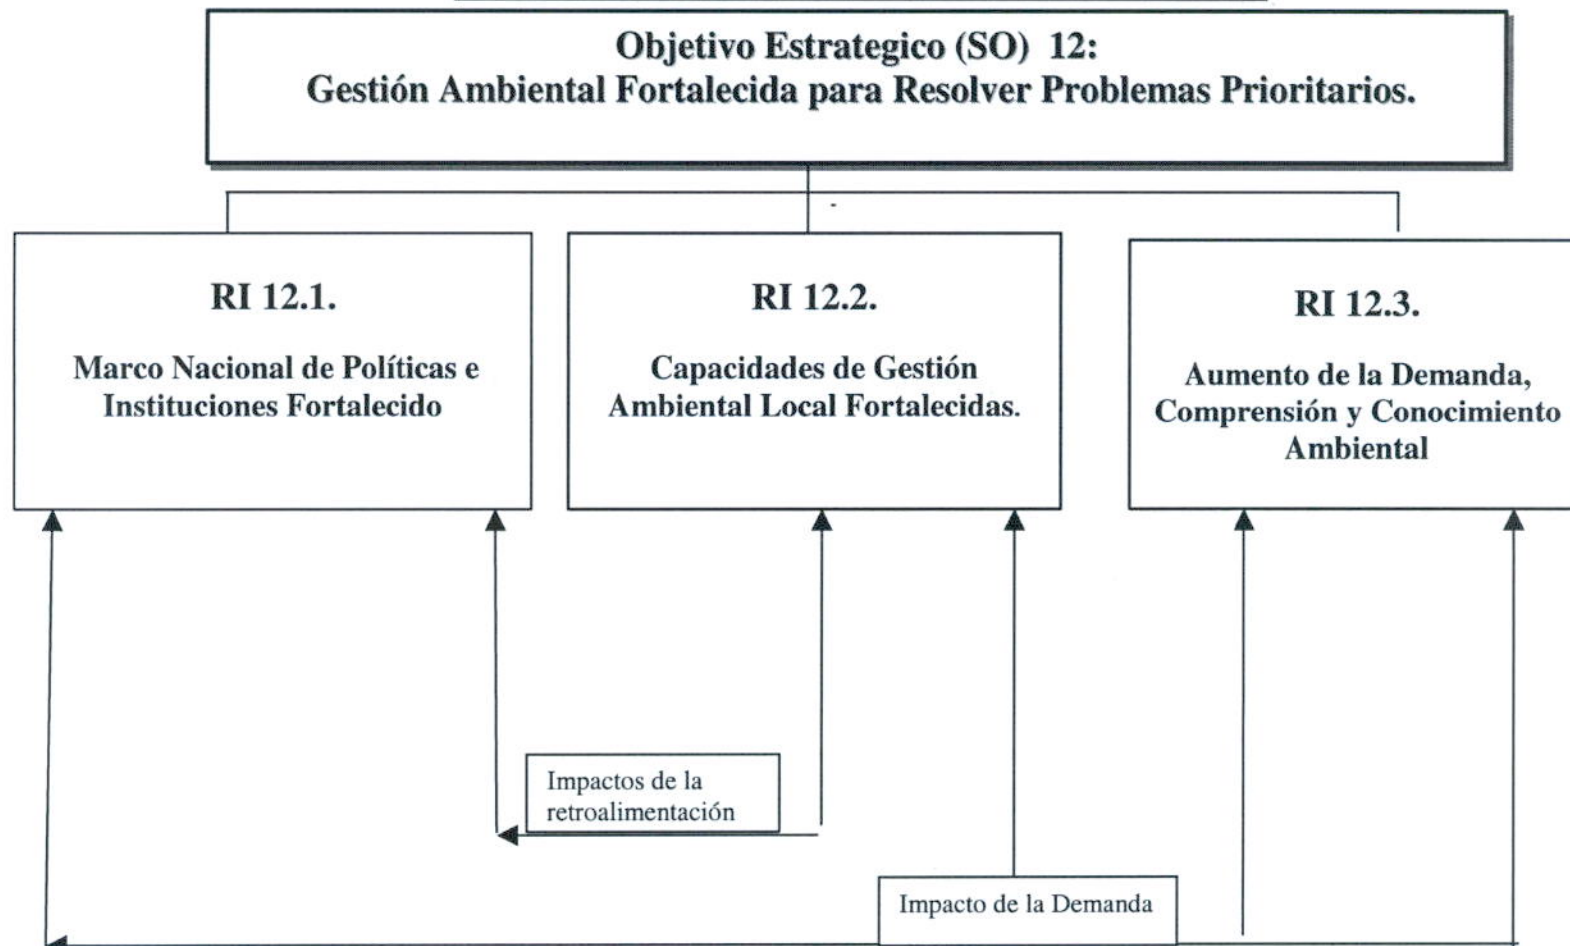 Objetivo Estrategico (SO) 12:
Gestión Ambiental Fortalecida para Resolver Problemas Prioritarios.
RI 12.1.
Marco Nacional de Políticas e
Instituciones Fortalecido
RI 12.2.
Capacidades de Gestión
Ambiental Local Fortalecidas.
RI 12.3.
Aumento de la Demanda,
Comprensión y Conocimiento
Ambiental
Impactos de la
retroalimentación
Impacto de la Demanda